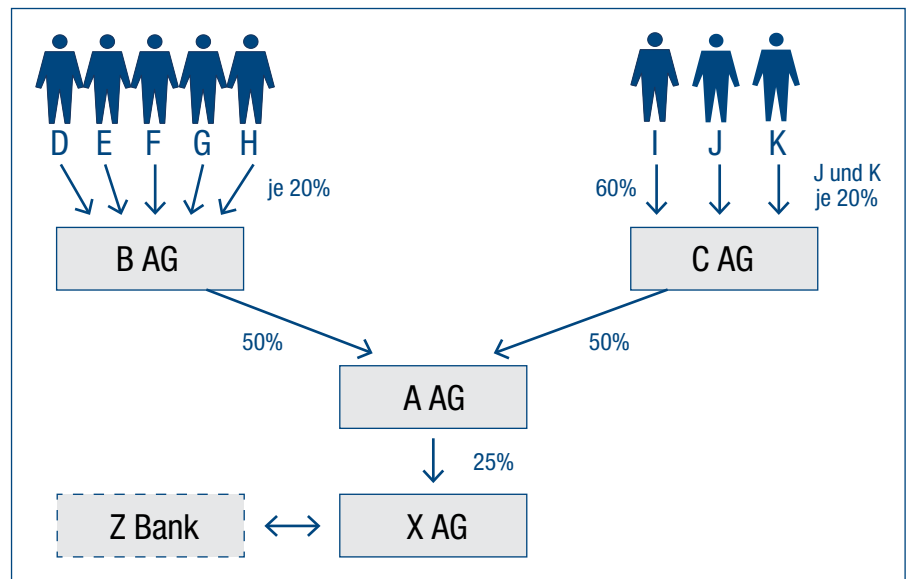 D E F G H
I J K
je 20%
60%
J und K
je 20%
B AG
C AG
50%
50%
A AG
25%
Z Bank
X AG